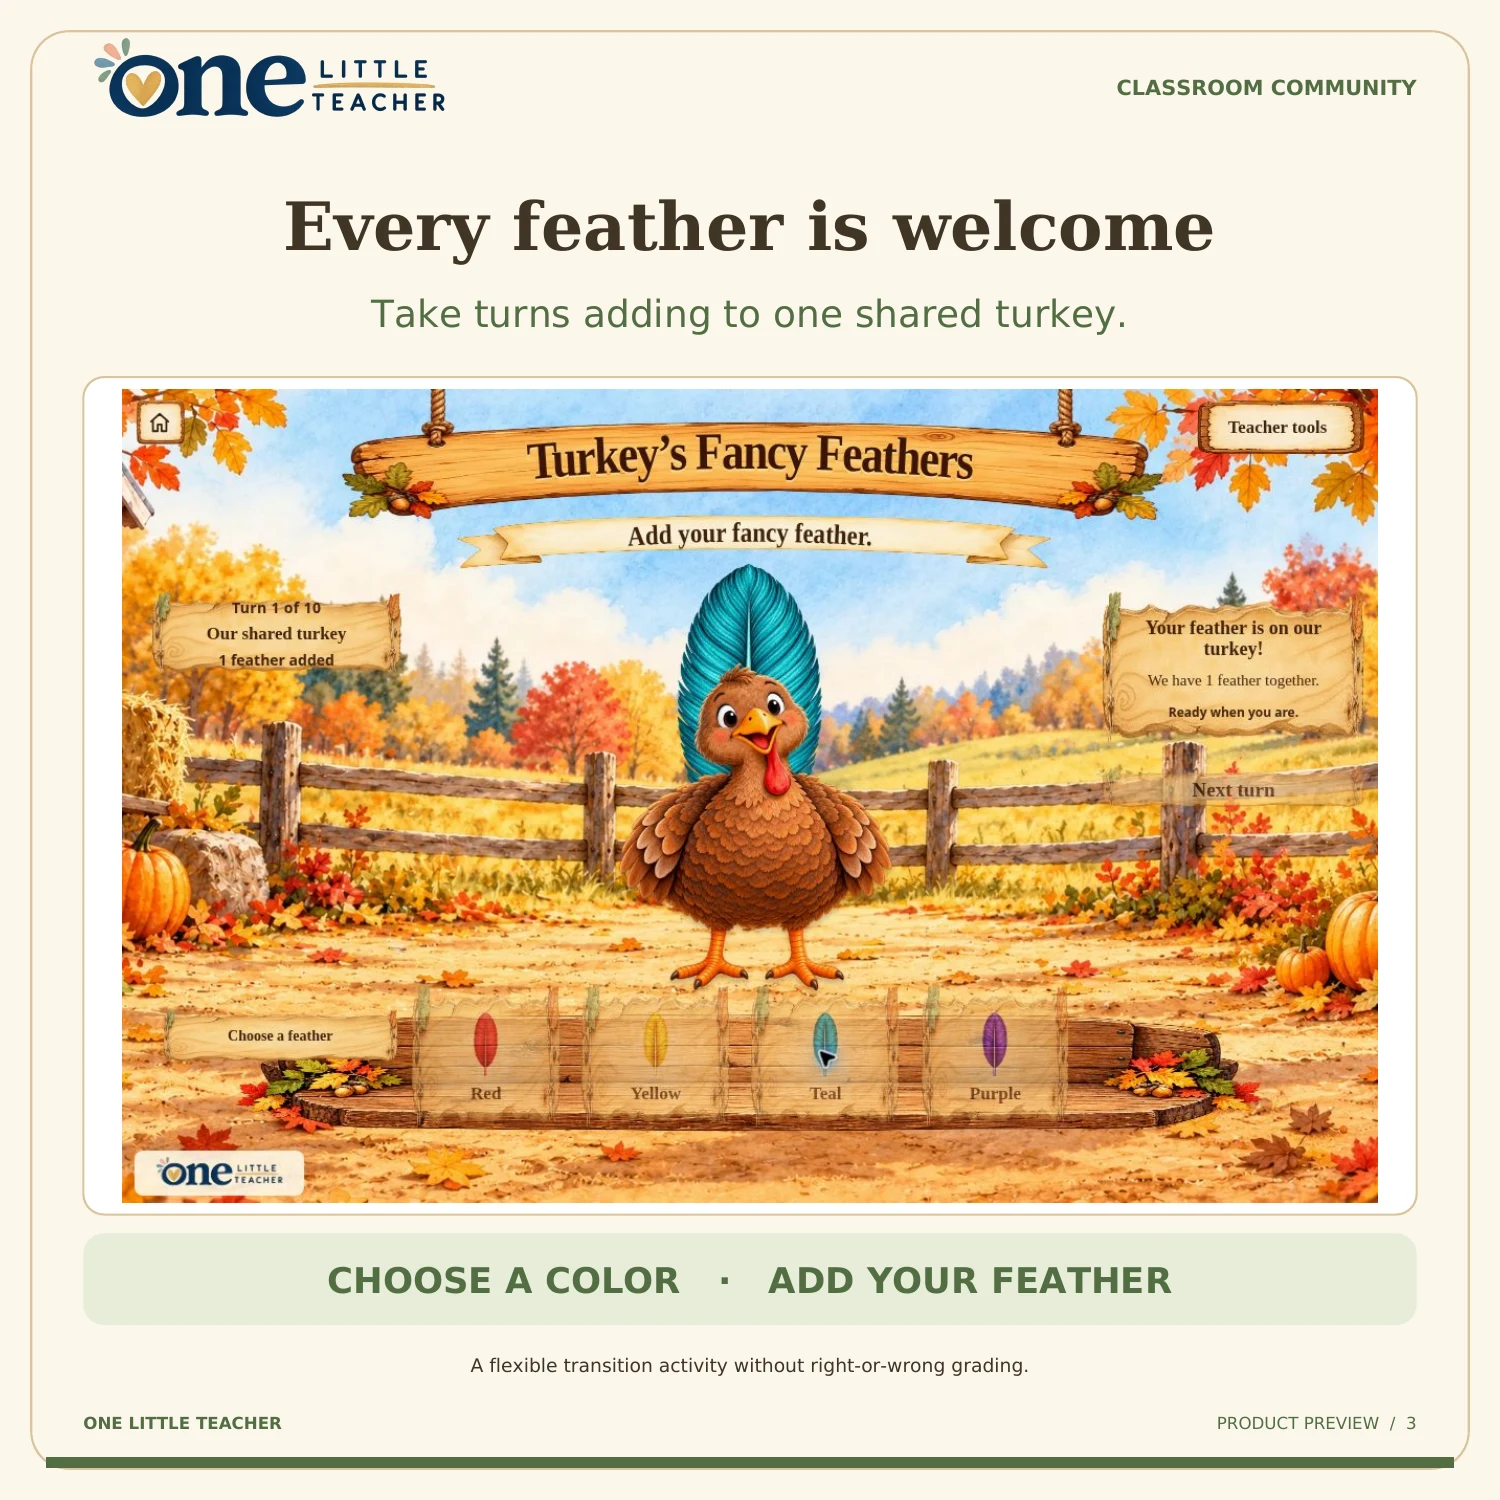 one LITTLE TEACHER
CLASSROOM COMMUNITY
Every feather is welcome
Take turns adding to one shared turkey.
Teacher tools
Turkey’s Fancy Feathers
Add your fancy feather.
Turn 1 of 10
Our shared turkey
1 feather added
Your feather is on our
turkey!
We have 1 feather together.
Ready when you are.
Next turn
Choose a feather
Red
Yellow
Teal
Purple
one LITTLE TEACHER
CHOOSE A COLOR · ADD YOUR FEATHER
A flexible transition activity without right-or-wrong grading.
ONE LITTLE TEACHER
PRODUCT PREVIEW / 3